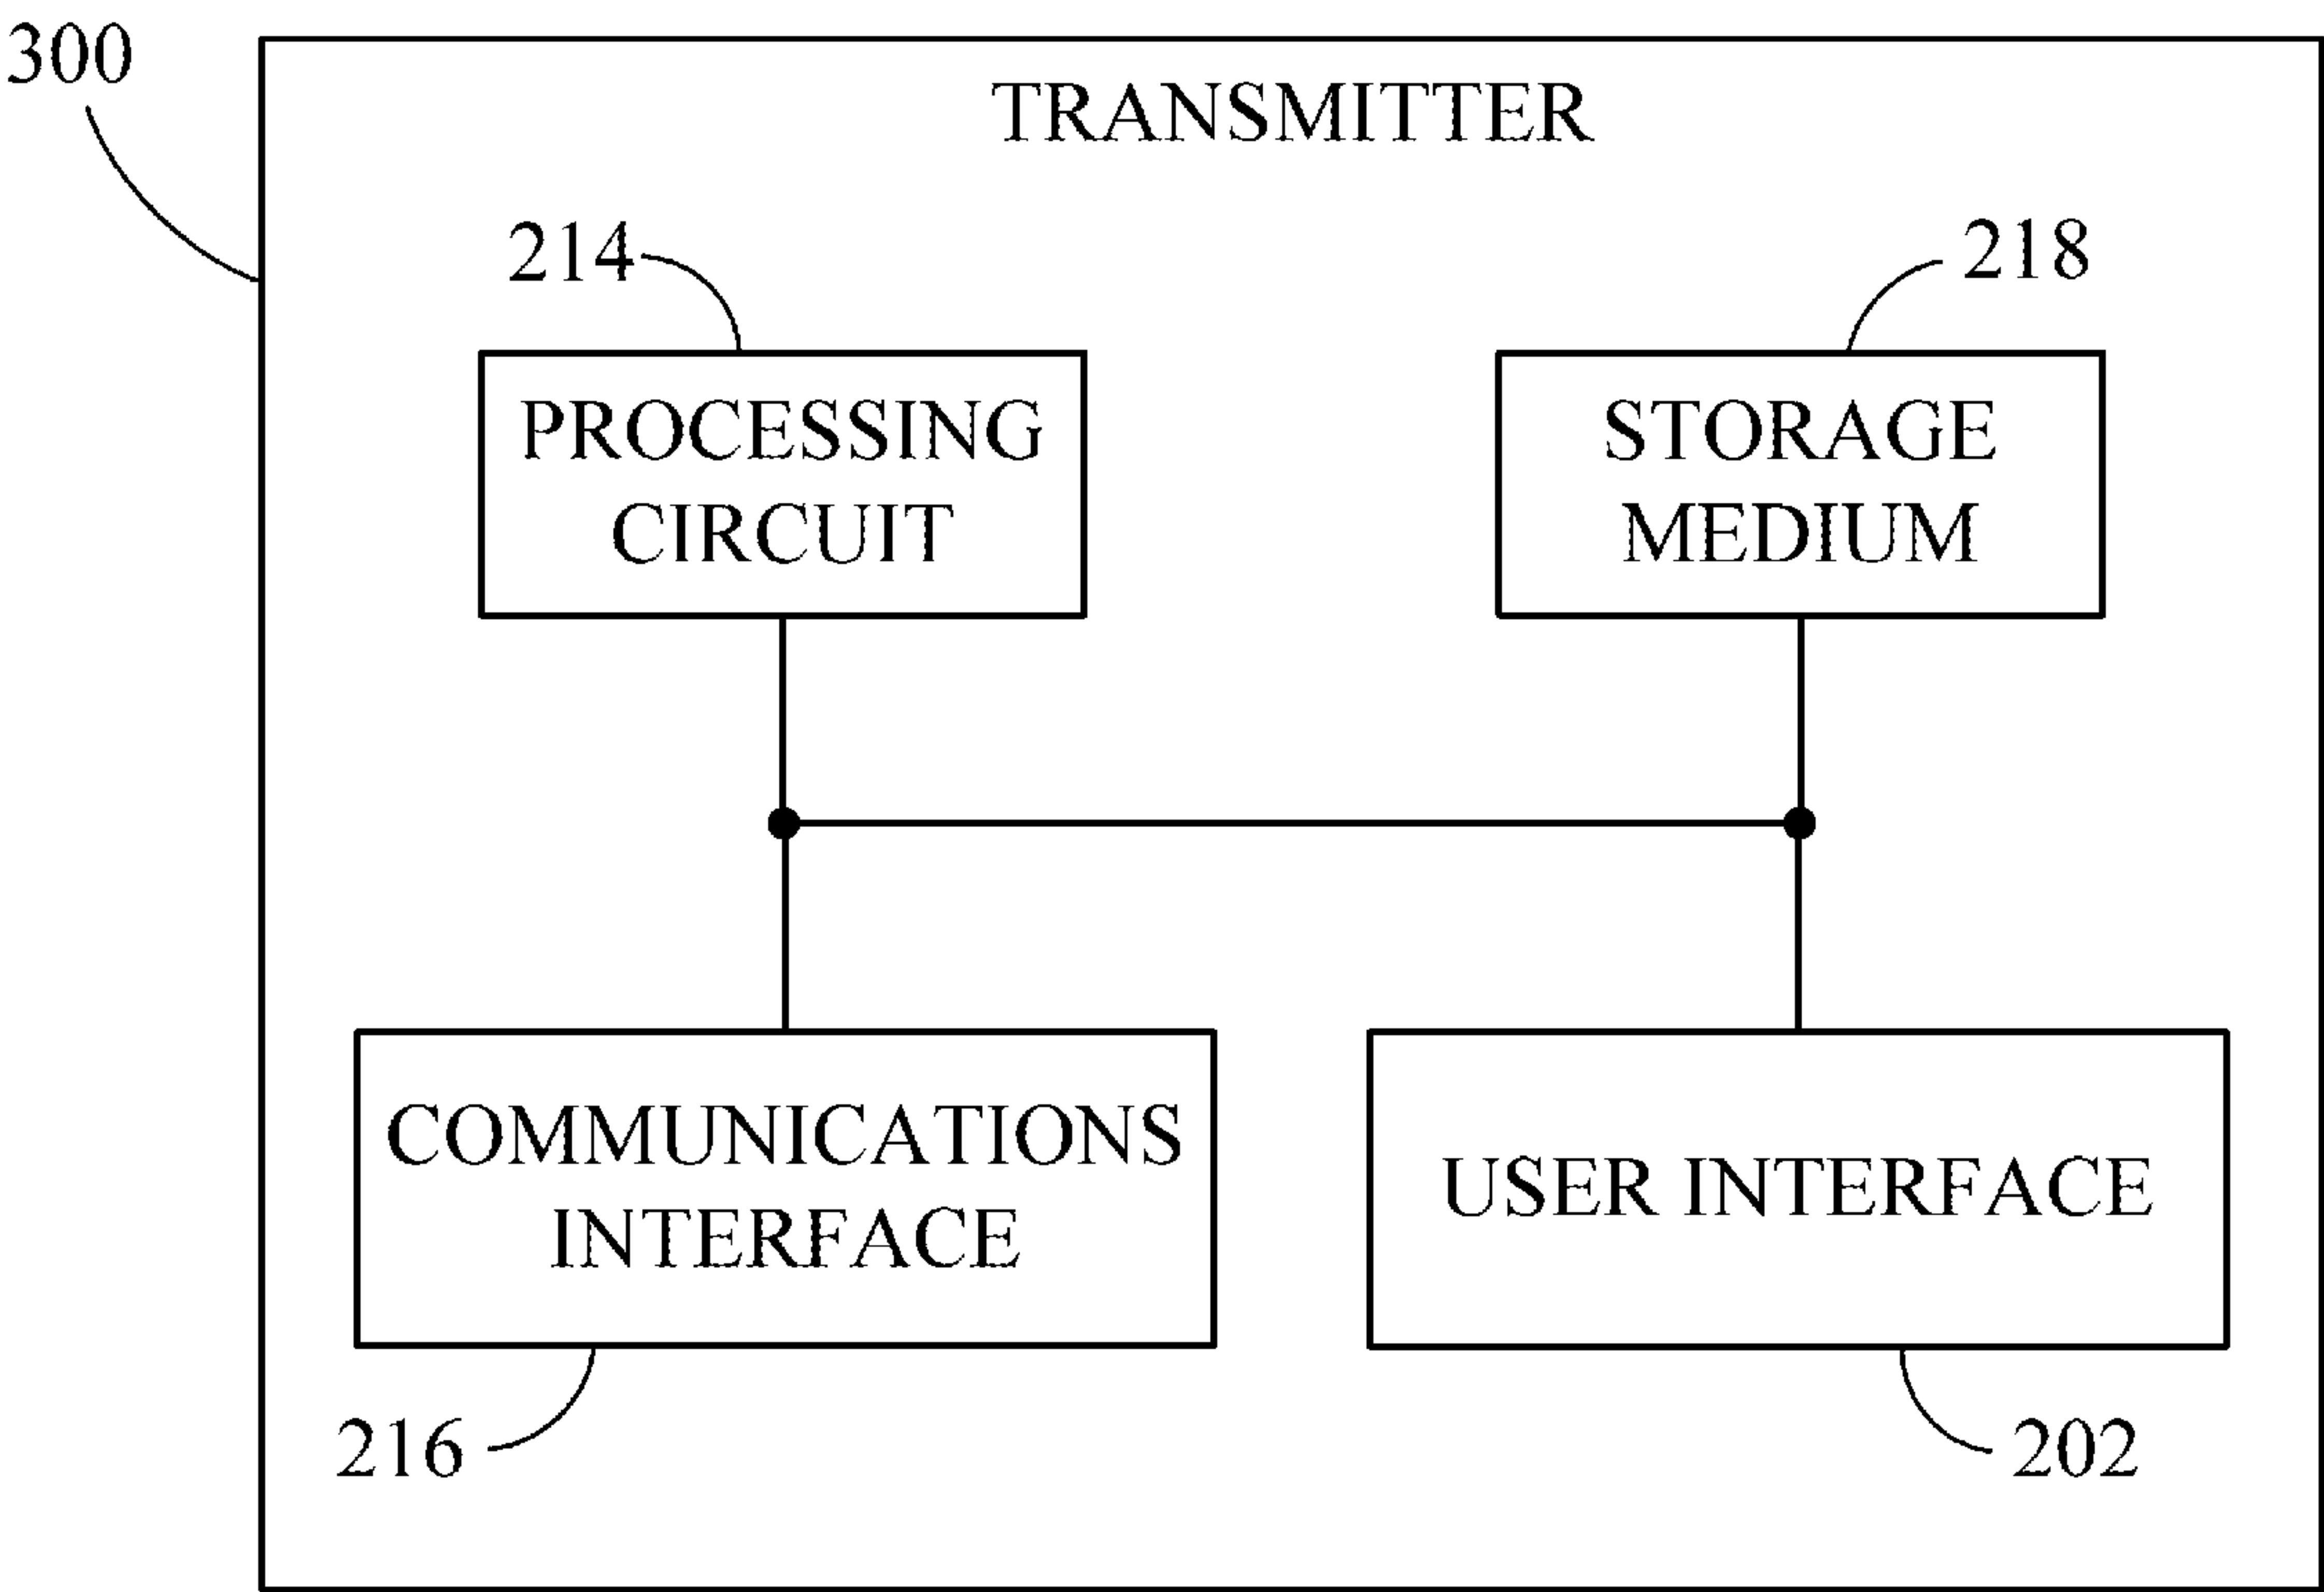 300
TRANSMITTER
214
218
PROCESSING
CIRCUIT
STORAGE
MEDIUM
COMMUNICATIONS
INTERFACE
USER INTERFACE
216
202